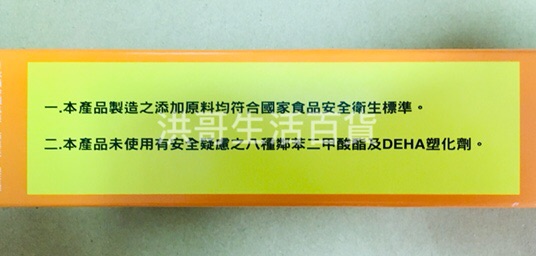 一.本產品製造之添加原料均符合國家食品安全衛生標準。
洪哥生活百貨
二.本產品未使用有安全疑慮之八種鄰苯二甲酸酯及DEHA塑化劑。